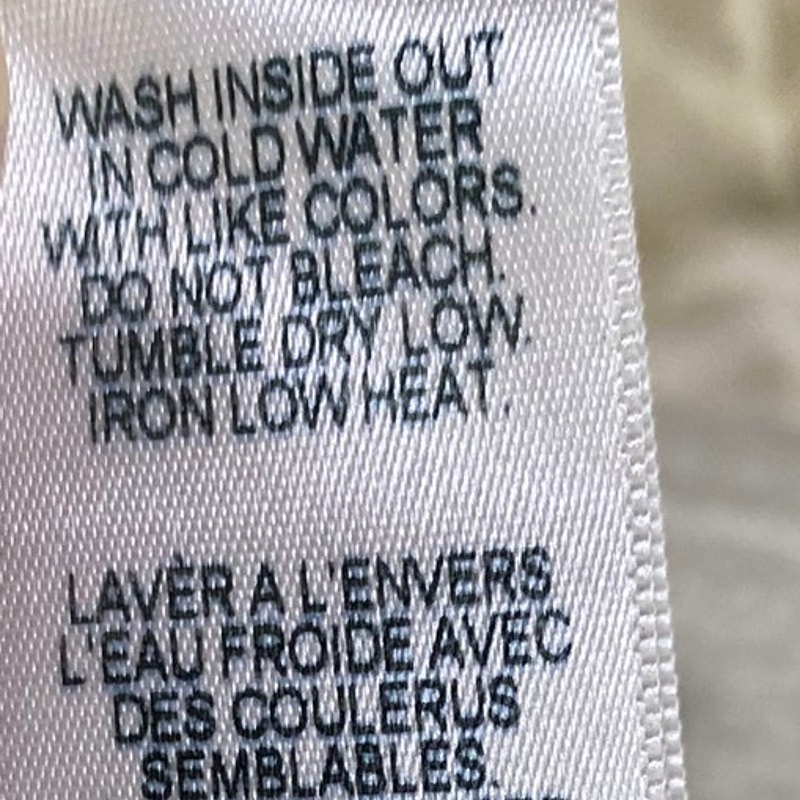 WASH INSIDE OUT
IN COLD WATER
WITH LIKE COLORS.
DO NOT BLEACH.
TUMBLE DRY LOW.
IRON LOW HEAT.
LAVER A L'ENVERS
L'EAU FROIDE AVEC
DES COULERUS
SEMBLABLES.